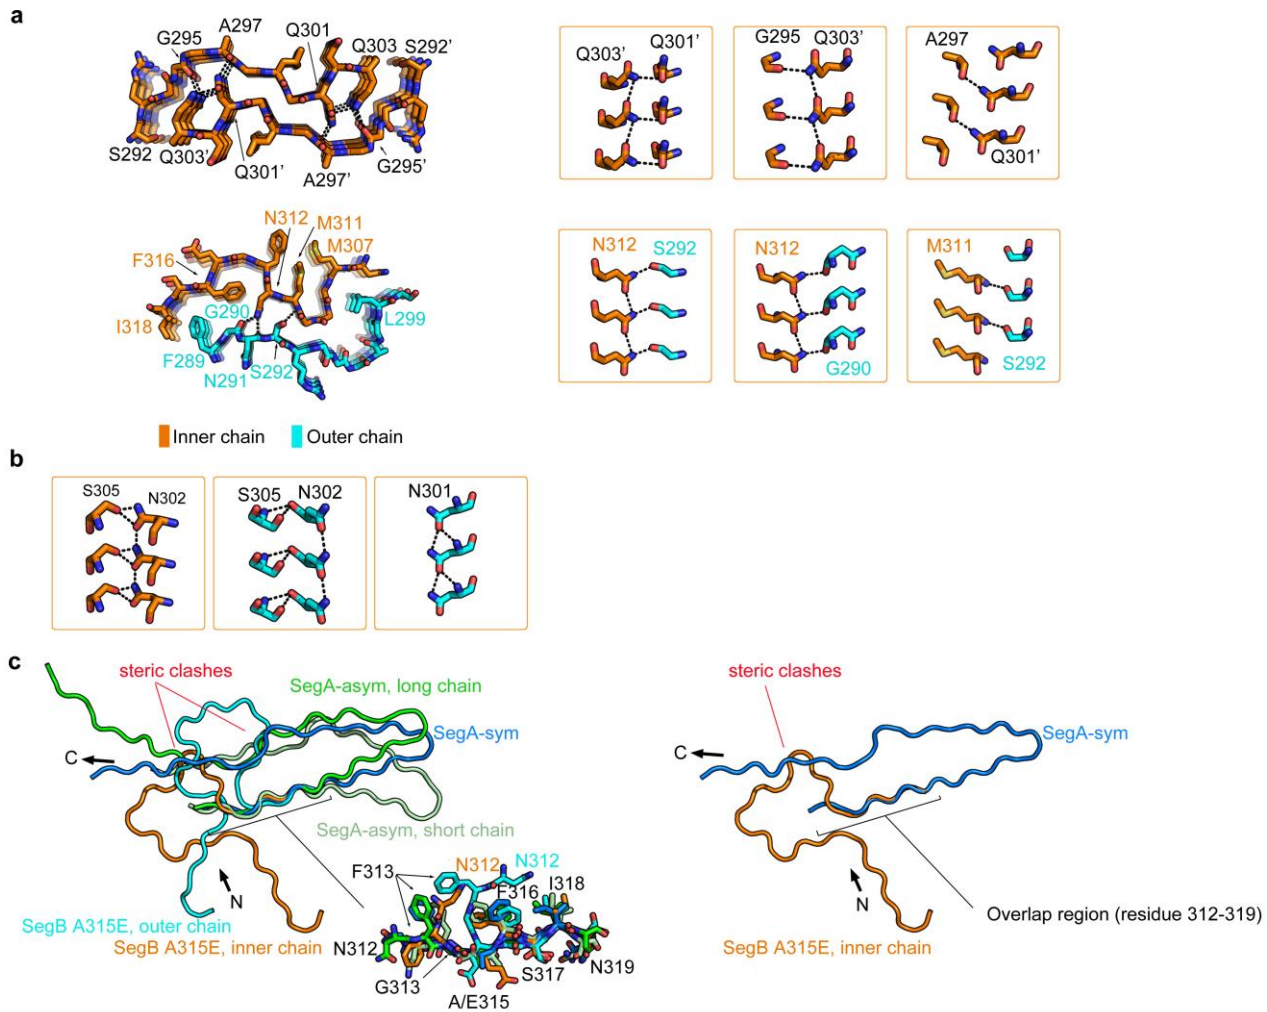 a
G295
A297
Q301
Q303
S292'
S292
Q303'
Q301'
A297'
G295'
Q303'
Q301'
G295
Q303'
A297
Q301'
N312
M311
M307
F316
G290
I318
L299
F289
N291
S292
N312
S292
N312
G290
M311
S292
Inner chain
Outer chain
b
S305
N302
S305
N302
N301
c
steric clashes
SegA-asym, long chain
SegA-sym
C
SegA-asym, short chain
N
SegB A315E, outer chain
SegB A315E, inner chain
F313
N312
N312
F316
I318
N312
G313
A/E315
S317
N319
steric clashes
SegA-sym
C
N
Overlap region (residue 312-319)
SegB A315E, inner chain